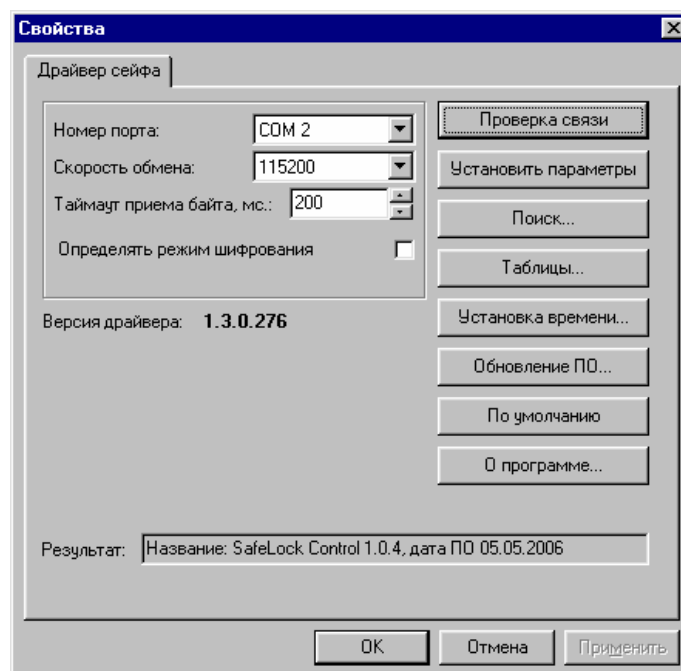 Свойства
Драйвер сейфа
Номер порта: COM 2
Скорость обмена: 115200
Таймаут приема байта, мс.: 200
Определять режим шифрования
Версия драйвера: 1.3.0.276
Проверка связи
Установить параметры
Поиск...
Таблицы...
Установка времени...
Обновление ПО...
По умолчанию
О программе...
Результат: Название: SafeLock Control 1.0.4, дата ПО 05.05.2006
OK
Отмена
Применить